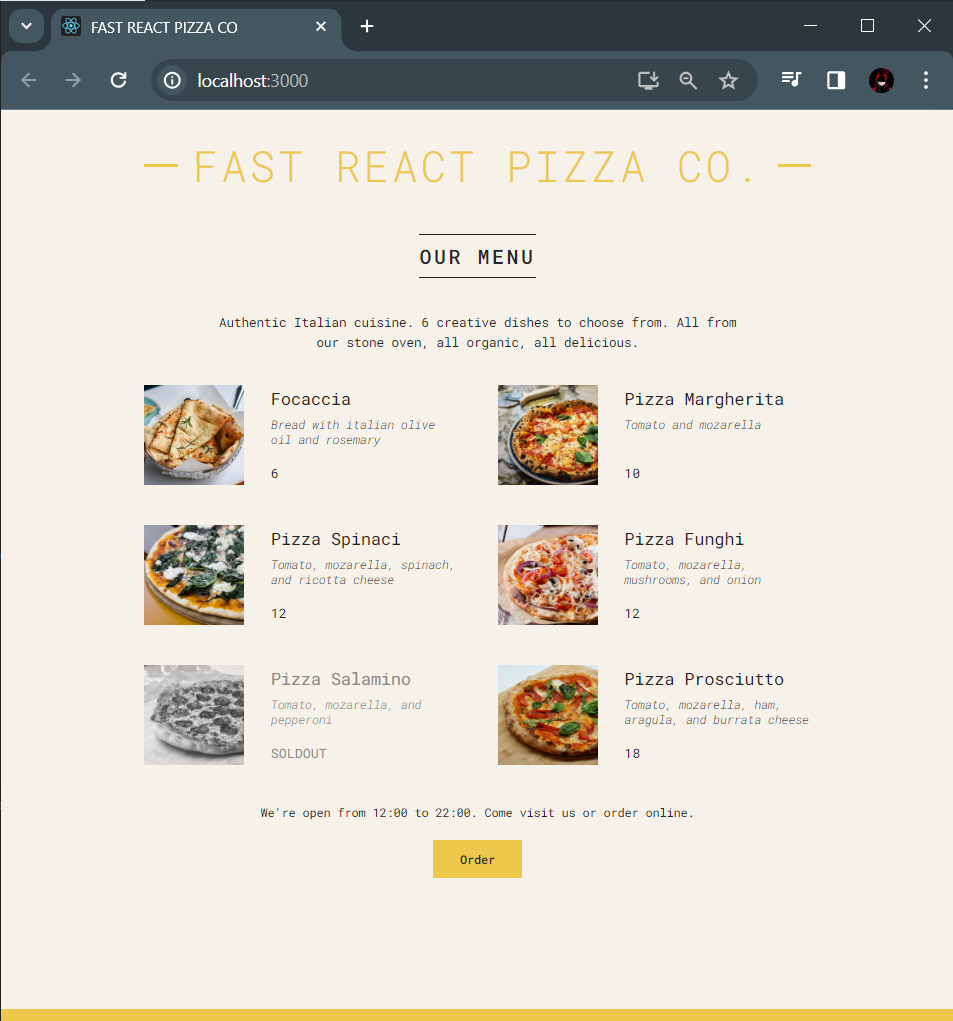 FAST REACT PIZZA CO
localhost:3000
FAST REACT PIZZA CO.
OUR MENU
Authentic Italian cuisine. 6 creative dishes to choose from. All from
our stone oven, all organic, all delicious.
Focaccia
Bread with italian olive
oil and rosemary
6
Pizza Margherita
Tomato and mozarella
10
Pizza Spinaci
Tomato, mozarella, spinach,
and ricotta cheese
12
Pizza Funghi
Tomato, mozarella,
mushrooms, and onion
12
Pizza Salamino
Tomato, mozarella, and
pepperoni
SOLDOUT
Pizza Prosciutto
Tomato, mozarella, ham,
aragula, and burrata cheese
18
We're open from 12:00 to 22:00. Come visit us or order online.
Order